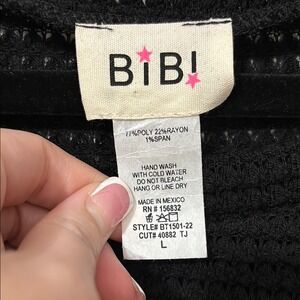 BiBi
77%POLY 22%RAYON
1%SPAN
HAND WASH
WITH COLD WATER
DO NOT BLEACH
HANG OR LINE DRY
MADE IN MEXICO
RN # 156832
STYLE# BT1501-22
CUT# 40882 TJ
L